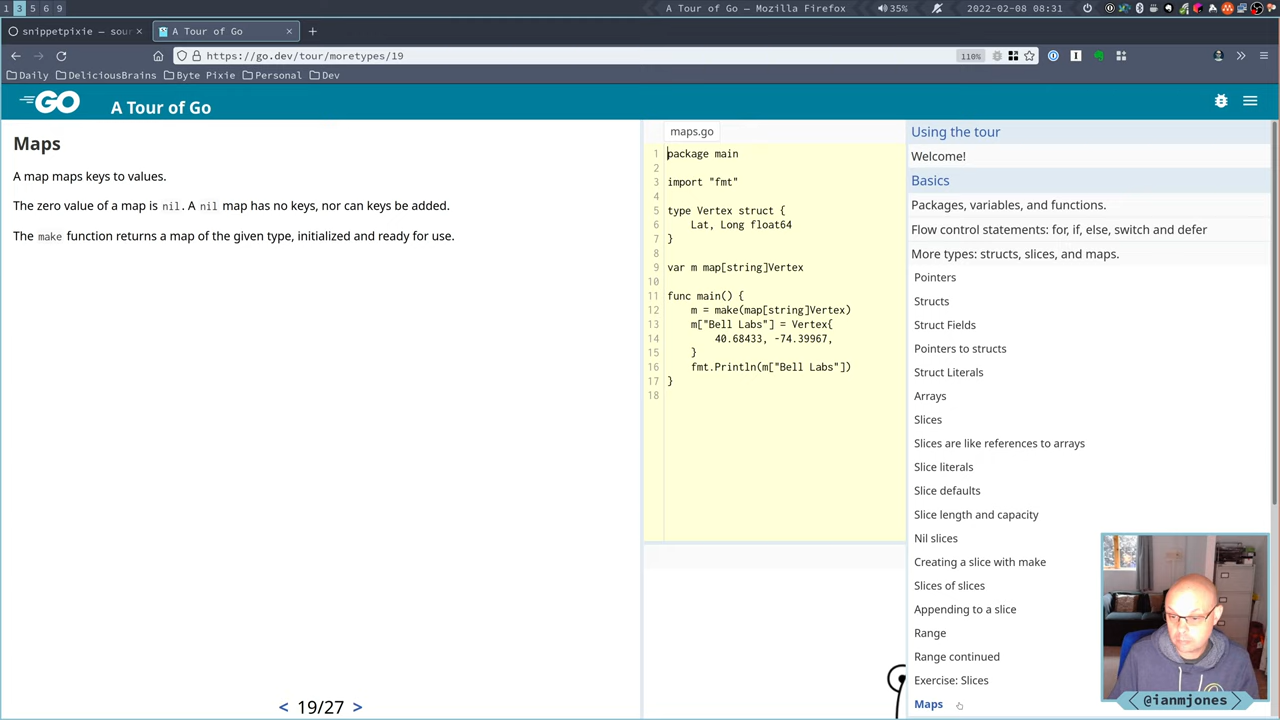 1 3 5 6 9
A Tour of Go — Mozilla Firefox
35%
2022-02-08 08:31
snippetpixie — sour
A Tour of Go
https://go.dev/tour/moretypes/19
110%
Daily
DeliciousBrains
Byte Pixie
Personal
Dev
GO
A Tour of Go
Maps
A map maps keys to values.
The zero value of a map is nil. A nil map has no keys, nor can keys be added.
The make function returns a map of the given type, initialized and ready for use.
< 19/27 >
maps.go
1 package main
2
3 import "fmt"
4
5 type Vertex struct {
6     Lat, Long float64
7 }
8
9 var m map[string]Vertex
10
11 func main() {
12     m = make(map[string]Vertex)
13     m["Bell Labs"] = Vertex{
14         40.68433, -74.39967,
15     }
16     fmt.Println(m["Bell Labs"])
17 }
18
Using the tour
Welcome!
Basics
Packages, variables, and functions.
Flow control statements: for, if, else, switch and defer
More types: structs, slices, and maps.
Pointers
Structs
Struct Fields
Pointers to structs
Struct Literals
Arrays
Slices
Slices are like references to arrays
Slice literals
Slice defaults
Slice length and capacity
Nil slices
Creating a slice with make
Slices of slices
Appending to a slice
Range
Range continued
Exercise: Slices
Maps
@ianmjones